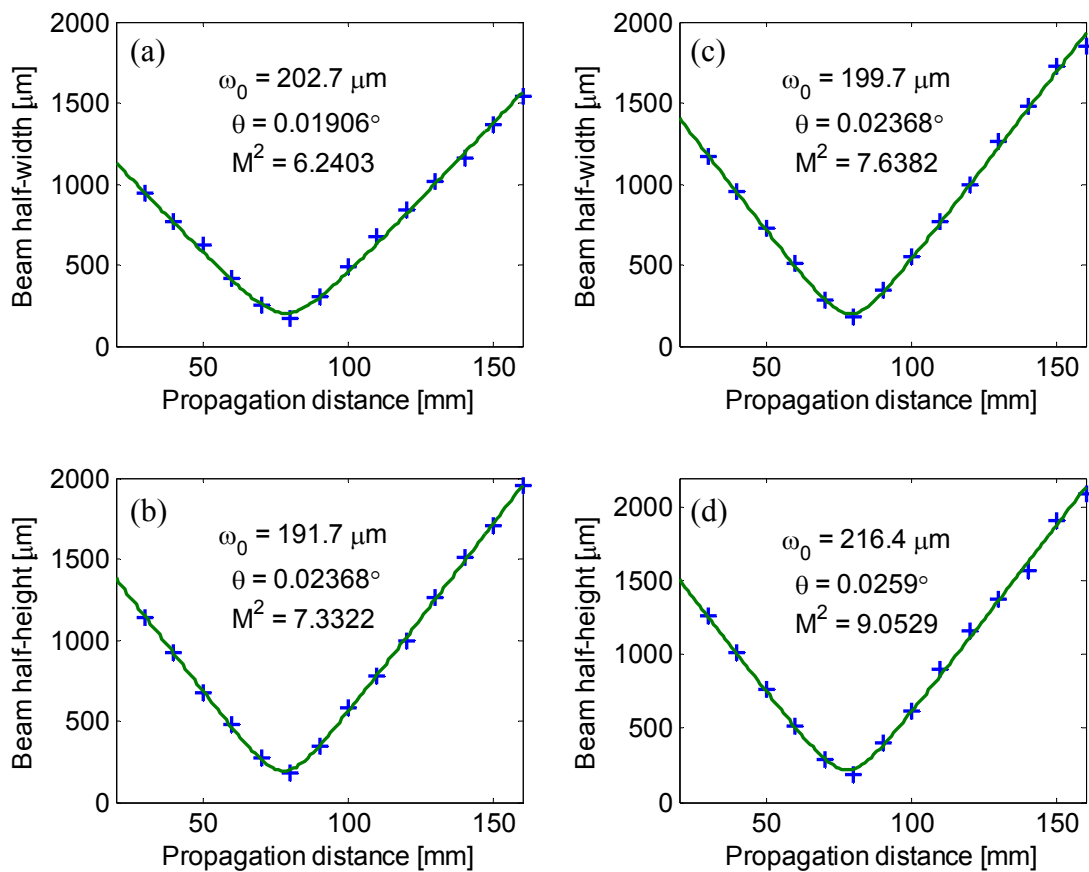 (a)
ω0 = 202.7 μm
θ = 0.01906°
M2 = 6.2403
Beam half-width [μm]
2000
1500
1000
500
0
50
100
150
Propagation distance [mm]
(c)
ω0 = 199.7 μm
θ = 0.02368°
M2 = 7.6382
Beam half-width [μm]
2000
1500
1000
500
0
50
100
150
Propagation distance [mm]
(b)
ω0 = 191.7 μm
θ = 0.02368°
M2 = 7.3322
Beam half-height [μm]
2000
1500
1000
500
0
50
100
150
Propagation distance [mm]
(d)
ω0 = 216.4 μm
θ = 0.0259°
M2 = 9.0529
Beam half-height [μm]
2000
1500
1000
500
0
50
100
150
Propagation distance [mm]